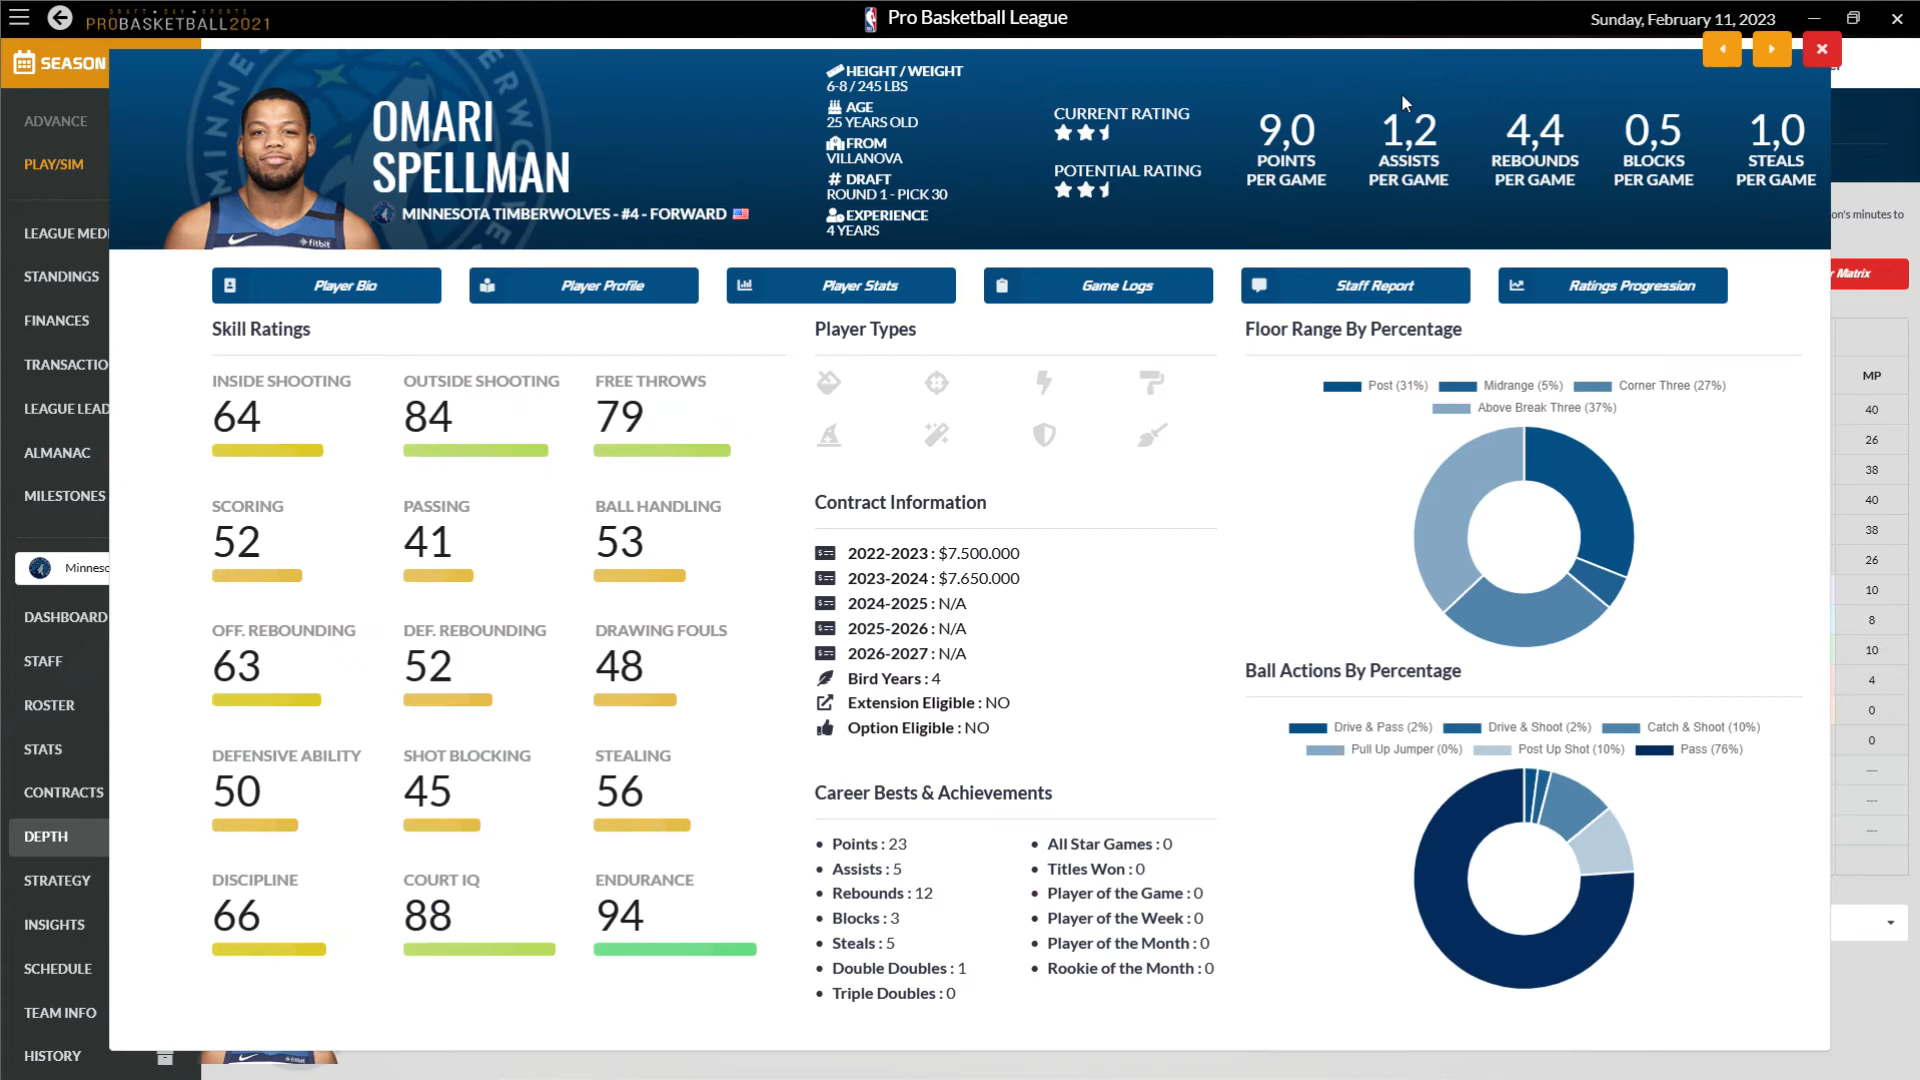 DRAFT • DAY • SPORTS
PROBASKETBALL2021
Pro Basketball League
Sunday, February 11, 2023
SEASON
ADVANCE
PLAY/SIM
LEAGUE MEDI
STANDINGS
FINANCES
TRANSACTIO
LEAGUE LEAD
ALMANAC
MILESTONES
Minneso
DASHBOARD
STAFF
ROSTER
STATS
CONTRACTS
DEPTH
STRATEGY
INSIGHTS
SCHEDULE
TEAM INFO
HISTORY
OMARI
SPELLMAN
MINNESOTA TIMBERWOLVES - #4 - FORWARD
fitbit
HEIGHT / WEIGHT
6-8 / 245 LBS
AGE
25 YEARS OLD
FROM
VILLANOVA
DRAFT
ROUND 1 - PICK 30
EXPERIENCE
4 YEARS
CURRENT RATING
POTENTIAL RATING
9,0
POINTS
PER GAME
1,2
ASSISTS
PER GAME
4,4
REBOUNDS
PER GAME
0,5
BLOCKS
PER GAME
1,0
STEALS
PER GAME
Player Bio
Player Profile
Player Stats
Game Logs
Staff Report
Ratings Progression
Skill Ratings
INSIDE SHOOTING
64
OUTSIDE SHOOTING
84
FREE THROWS
79
SCORING
52
PASSING
41
BALL HANDLING
53
OFF. REBOUNDING
63
DEF. REBOUNDING
52
DRAWING FOULS
48
DEFENSIVE ABILITY
50
SHOT BLOCKING
45
STEALING
56
DISCIPLINE
66
COURT IQ
88
ENDURANCE
94
Player Types
Contract Information
2022-2023 : $7.500.000
2023-2024 : $7.650.000
2024-2025 : N/A
2025-2026 : N/A
2026-2027 : N/A
Bird Years : 4
Extension Eligible : NO
Option Eligible : NO
Career Bests & Achievements
• Points : 23
• Assists : 5
• Rebounds : 12
• Blocks : 3
• Steals : 5
• Double Doubles : 1
• Triple Doubles : 0
• All Star Games : 0
• Titles Won : 0
• Player of the Game : 0
• Player of the Week : 0
• Player of the Month : 0
• Rookie of the Month : 0
Floor Range By Percentage
Post (31%) Midrange (5%) Corner Three (27%)
Above Break Three (37%)
Ball Actions By Percentage
Drive & Pass (2%) Drive & Shoot (2%) Catch & Shoot (10%)
Pull Up Jumper (0%) Post Up Shot (10%) Pass (76%)
on's minutes to
r Matrix
MP
40
26
38
40
38
26
10
8
10
4
0
0
---
---
---